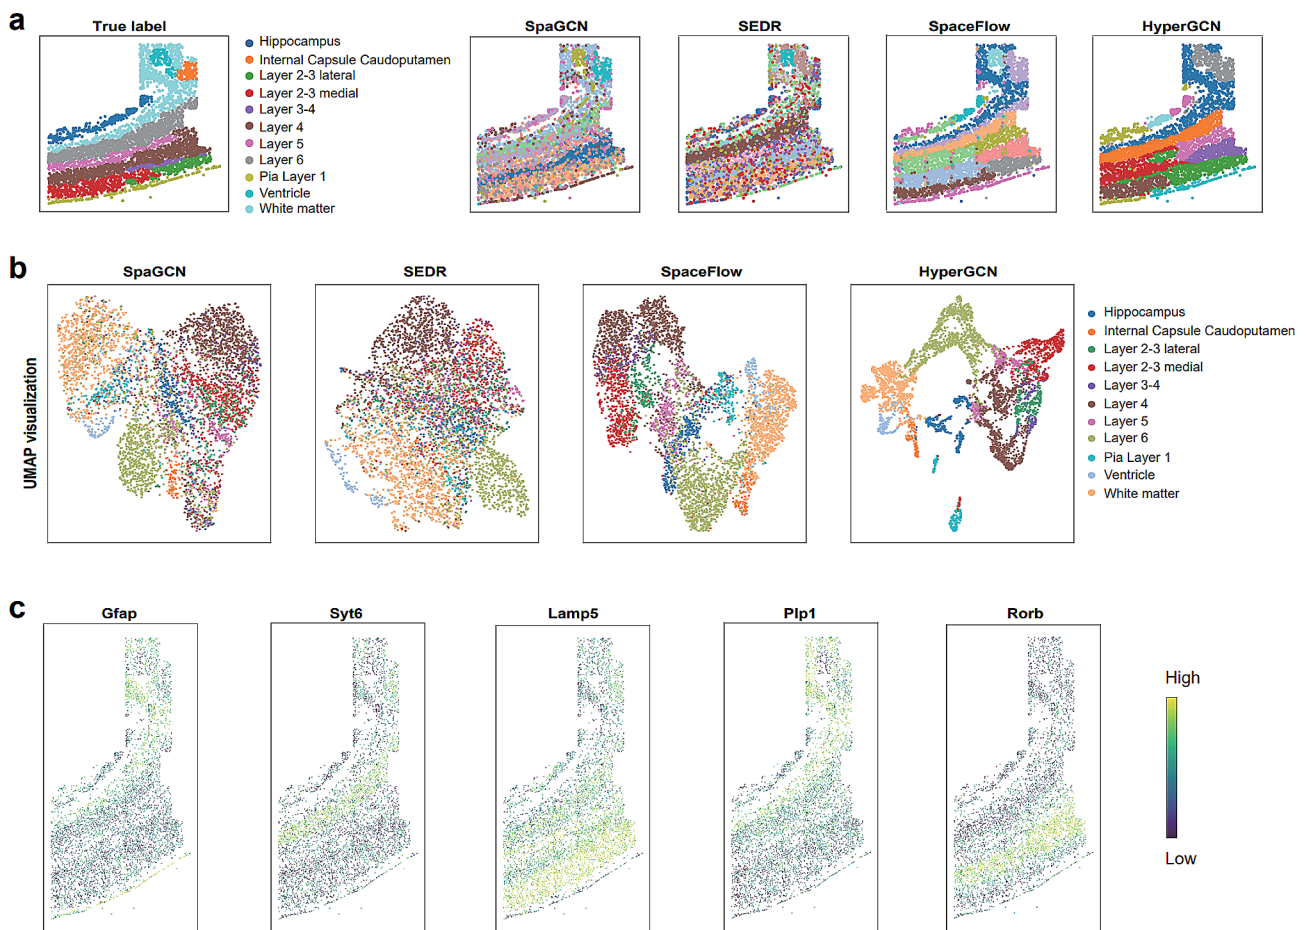 a
True label
SpaGCN
SEDR
SpaceFlow
HyperGCN
Hippocampus
Internal Capsule Caudoputamen
Layer 2-3 lateral
Layer 2-3 medial
Layer 3-4
Layer 4
Layer 5
Layer 6
Pia Layer 1
Ventricle
White matter
b
SpaGCN
SEDR
SpaceFlow
HyperGCN
UMAP visualization
Hippocampus
Internal Capsule Caudoputamen
Layer 2-3 lateral
Layer 2-3 medial
Layer 3-4
Layer 4
Layer 5
Layer 6
Pia Layer 1
Ventricle
White matter
c
Gfap
Syt6
Lamp5
Plp1
Rorb
High
Low